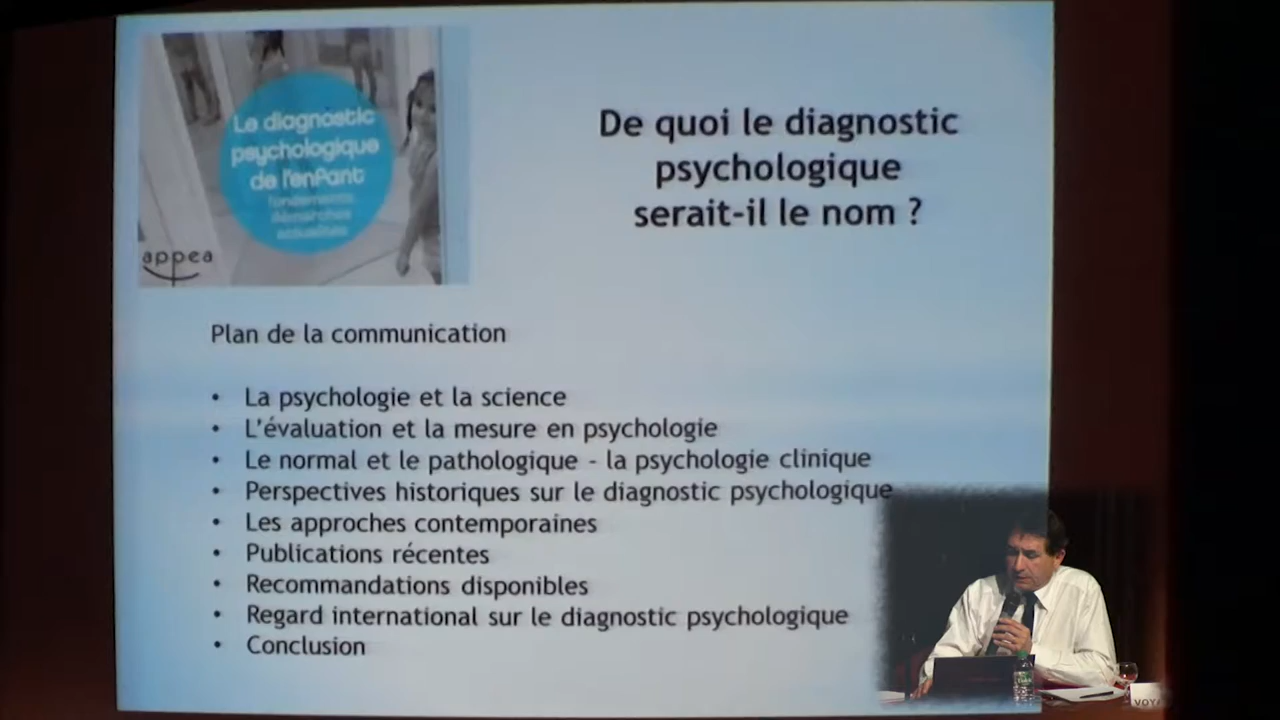 Le diagnostic
psychologique
de l'enfant
fondements
démarches
actualités
appea
De quoi le diagnostic
psychologique
serait-il le nom ?
Plan de la communication
• La psychologie et la science
• L'évaluation et la mesure en psychologie
• Le normal et le pathologique - la psychologie clinique
• Perspectives historiques sur le diagnostic psychologique
• Les approches contemporaines
• Publications récentes
• Recommandations disponibles
• Regard international sur le diagnostic psychologique
• Conclusion